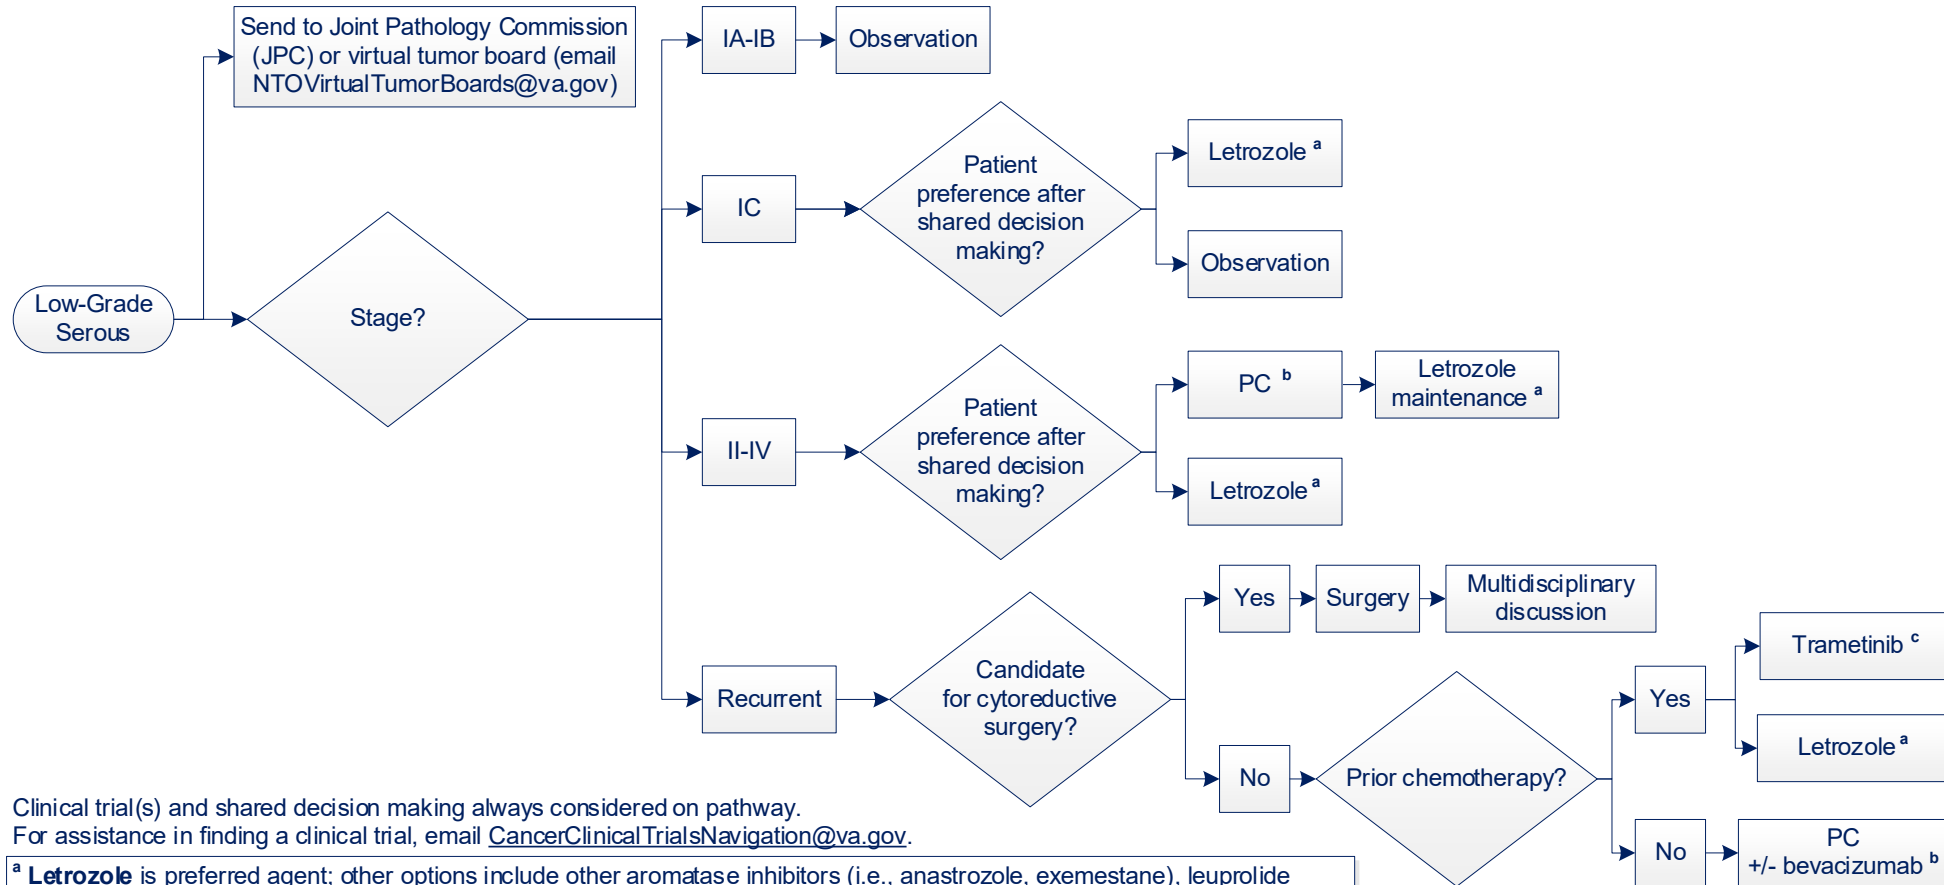 Send to Joint Pathology Commission
(JPC) or virtual tumor board (email
NTOVirtualTumorBoards@va.gov)
Low-Grade
Serous
Stage?
IA-IB
Observation
IC
Patient
preference after
shared decision
making?
Letrozole a
Observation
II-IV
Patient
preference after
shared decision
making?
PC b
Letrozole
maintenance a
Letrozole a
Recurrent
Candidate
for cytoreductive
surgery?
Yes
Surgery
Multidisciplinary
discussion
No
Prior chemotherapy?
Yes
Trametinib c
Letrozole a
No
PC
+/- bevacizumab b
Clinical trial(s) and shared decision making always considered on pathway.
For assistance in finding a clinical trial, email CancerClinicalTrialsNavigation@va.gov.
a Letrozole is preferred agent; other options include other aromatase inhibitors (i.e., anastrozole, exemestane), leuprolide